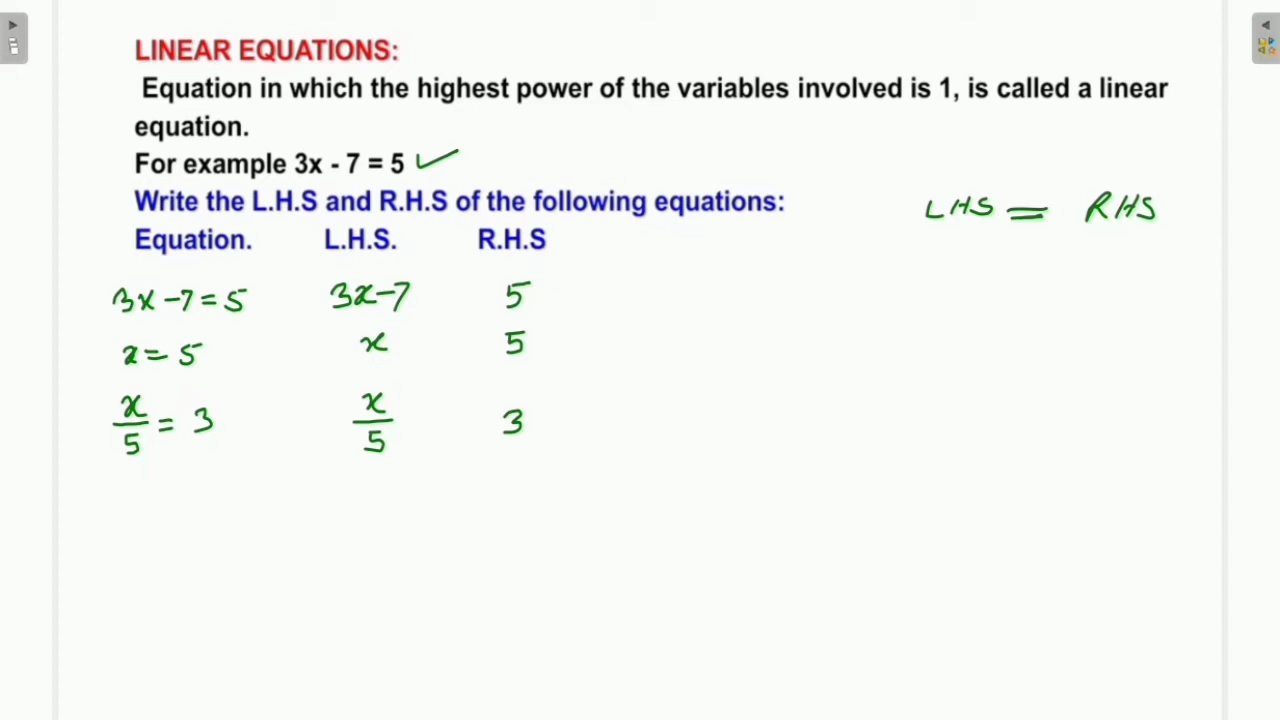 LINEAR EQUATIONS:
Equation in which the highest power of the variables involved is 1, is called a linear
equation.
For example 3x - 7 = 5 ✓
Write the L.H.S and R.H.S of the following equations:
LHS = RHS
Equation. L.H.S. R.H.S
3x - 7 = 5 3x - 7 5
x = 5 x 5
x/5 = 3 x/5 3